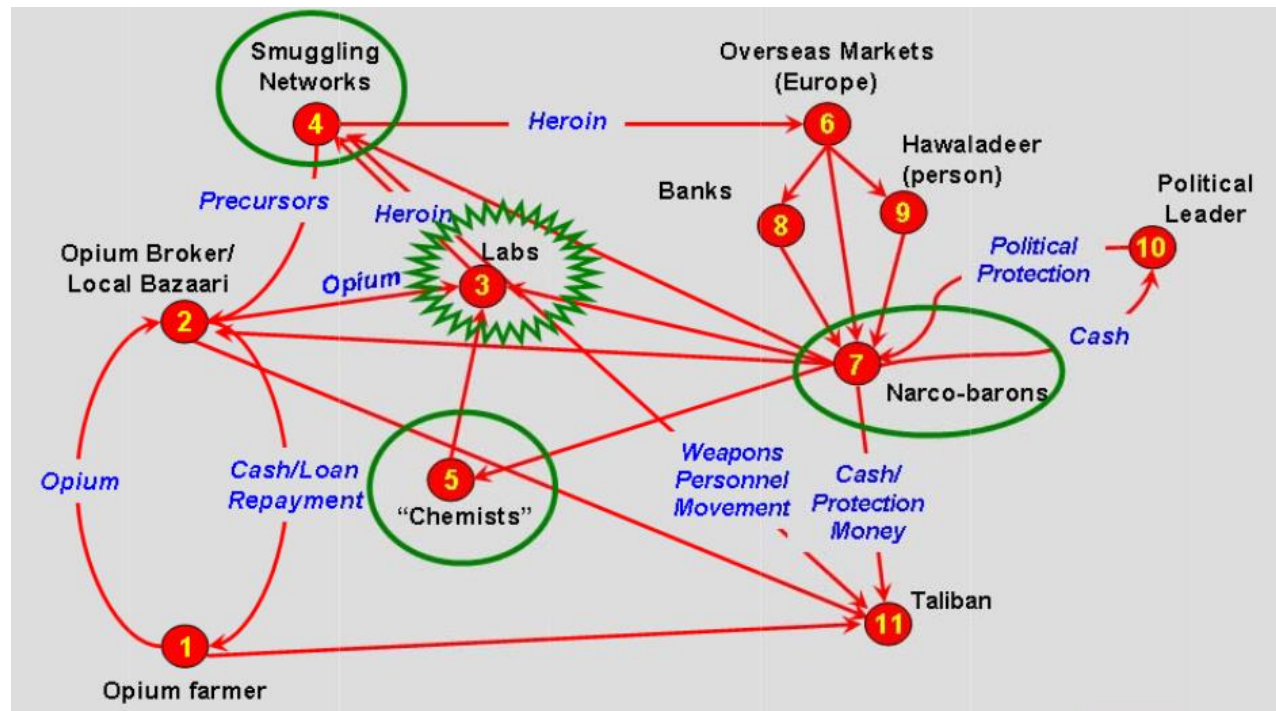 Smuggling
Networks
4
Heroin
Overseas Markets
(Europe)
6
Hawaladeer
(person)
9
Banks
8
Political
Leader
10
Political
Protection
Precursors
Heroin
Labs
3
Opium Broker/
Local Bazaari
2
Opium
7
Narco-barons
Cash
Opium
Cash/Loan
Repayment
5
“Chemists”
Weapons
Personnel
Movement
Cash/
Protection
Money
Taliban
11
1
Opium farmer